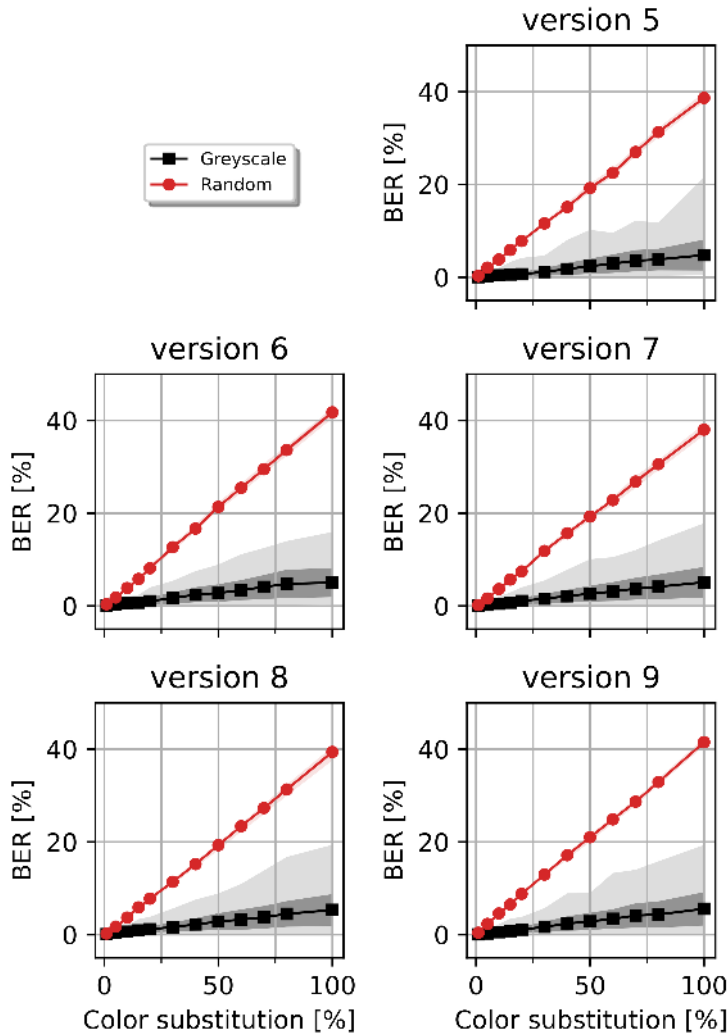 version 5
Greyscale
Random
BER [%]
40
20
0
version 6
version 7
BER [%]
40
20
0
BER [%]
40
20
0
version 8
version 9
BER [%]
40
20
0
BER [%]
40
20
0
0 50 100
0 50 100
Color substitution [%]
Color substitution [%]